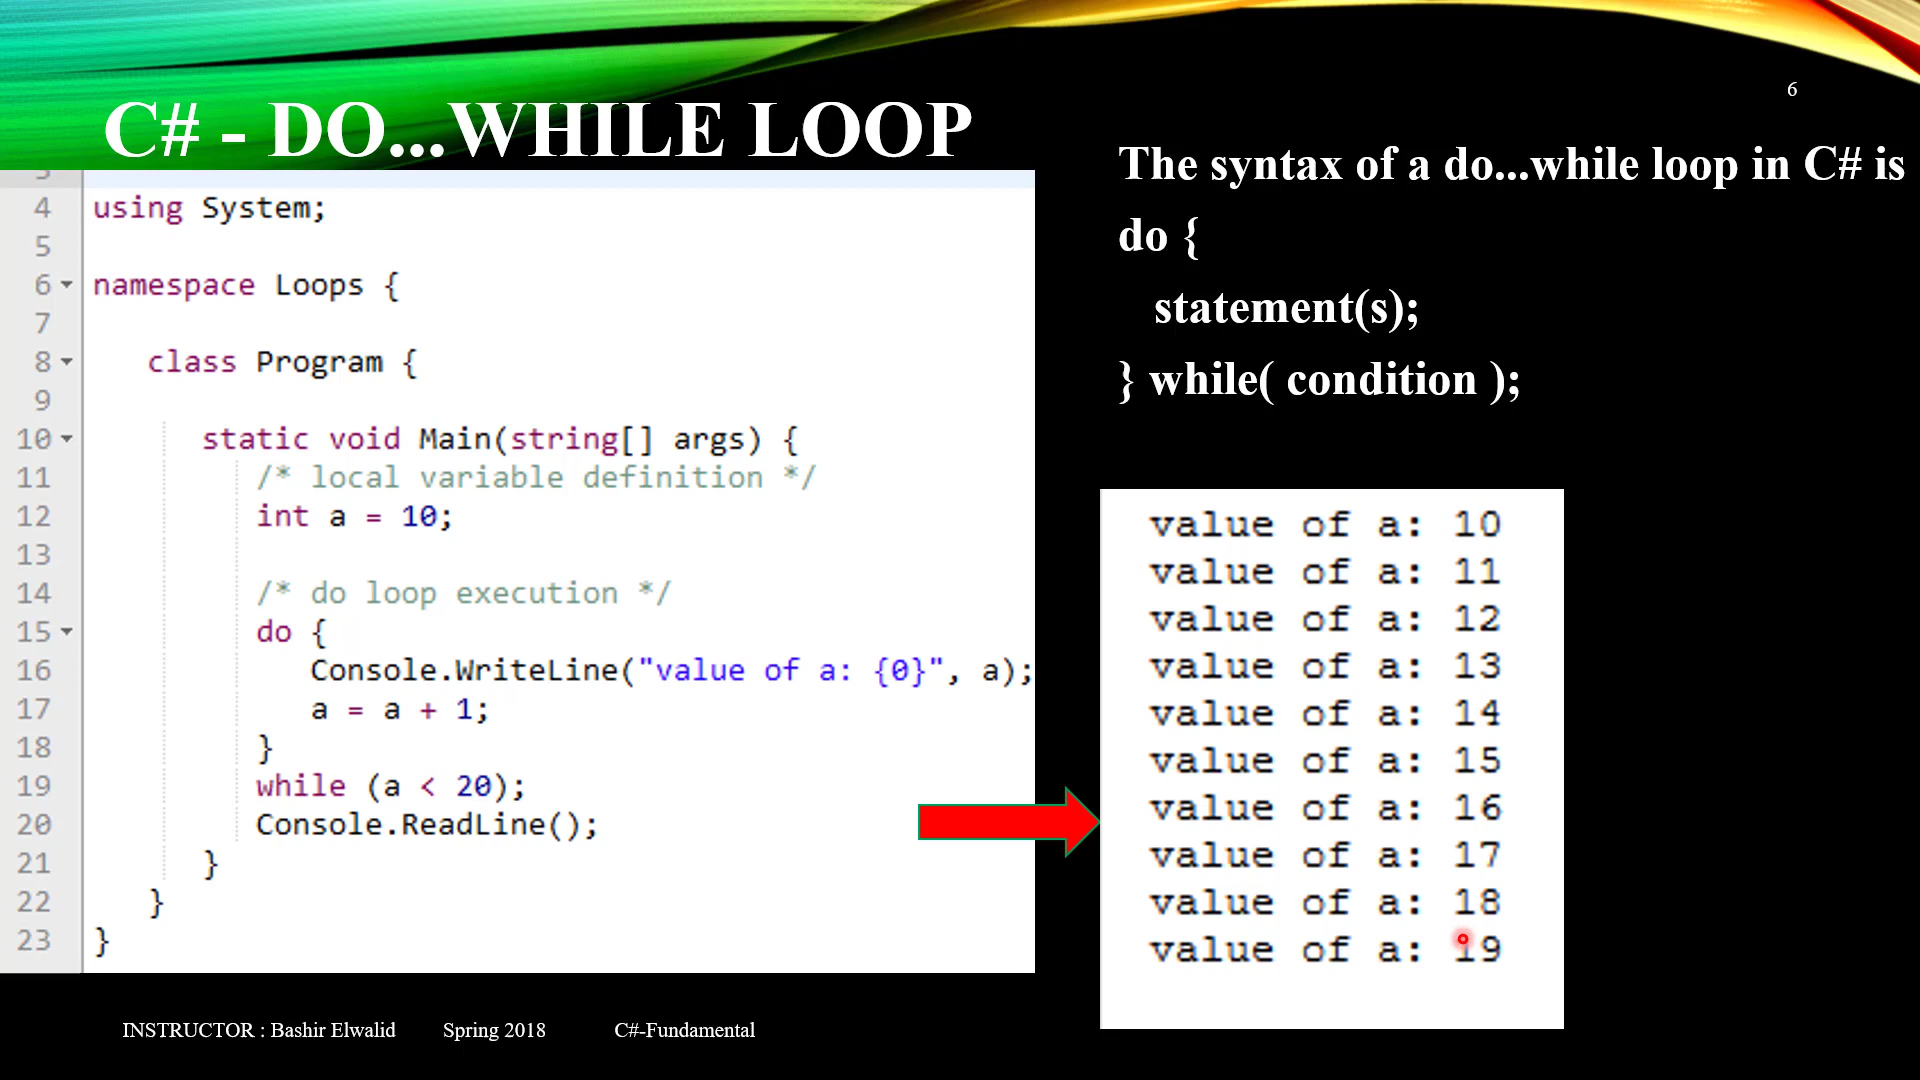 C# - DO...WHILE LOOP
6
3
4 using System;
5
6 namespace Loops {
7
8 class Program {
9
10 static void Main(string[] args) {
11 /* local variable definition */
12 int a = 10;
13
14 /* do loop execution */
15 do {
16 Console.WriteLine("value of a: {0}", a);
17 a = a + 1;
18 }
19 while (a < 20);
20 Console.ReadLine();
21 }
22 }
23 }
The syntax of a do...while loop in C# is
do {
statement(s);
} while( condition );
value of a: 10
value of a: 11
value of a: 12
value of a: 13
value of a: 14
value of a: 15
value of a: 16
value of a: 17
value of a: 18
value of a: 19
INSTRUCTOR : Bashir Elwalid Spring 2018 C#-Fundamental